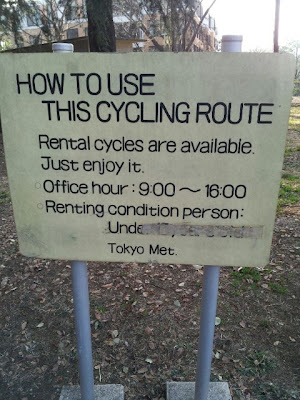 HOW TO USE
THIS CYCLING ROUTE
Rental cycles are available.
Just enjoy it.
Office hour : 9:00 ~ 16:00
Renting condition person:
Unde
Tokyo Met.